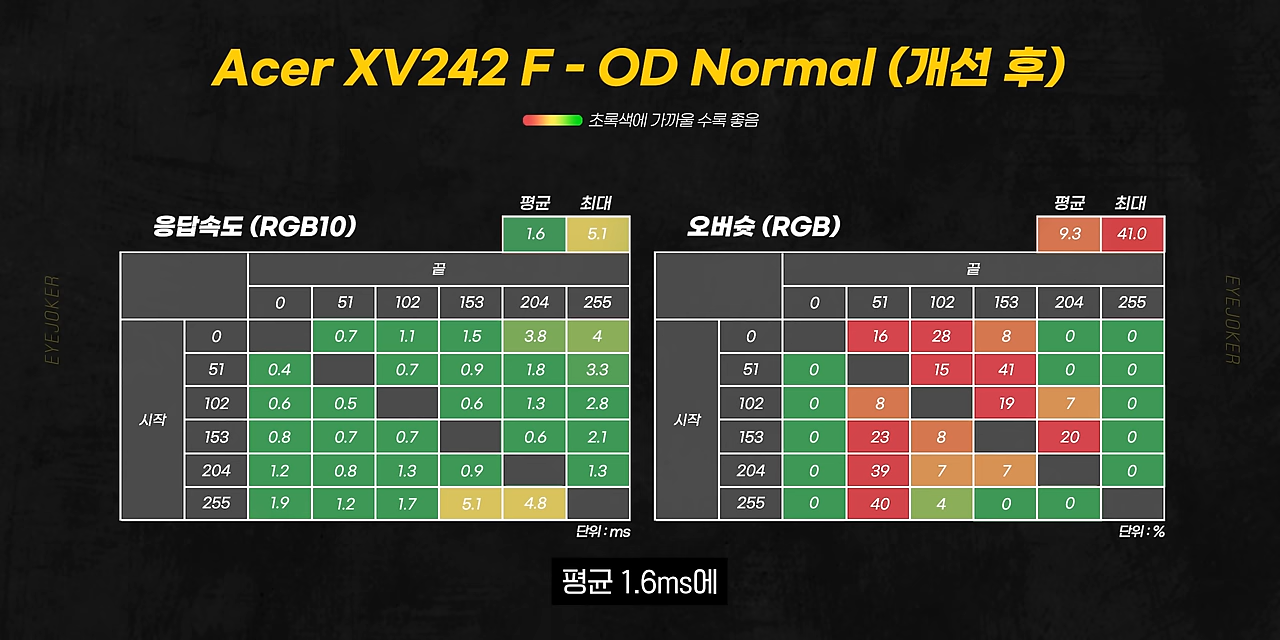 Acer XV242 F - OD Normal (개선 후)
초록색에 가까울 수록 좋음
응답속도 (RGB10)
평균 최대
1.6 5.1
끝
0 51 102 153 204 255
시작
0 0.7 1.1 1.5 3.8 4
51 0.4 0.7 0.9 1.8 3.3
102 0.6 0.5 0.6 1.3 2.8
153 0.8 0.7 0.7 0.6 2.1
204 1.2 0.8 1.3 0.9 1.3
255 1.9 1.2 1.7 5.1 4.8
단위 : ms
오버슛 (RGB)
평균 최대
9.3 41.0
끝
0 51 102 153 204 255
시작
0 16 28 8 0 0
51 0 15 41 0 0
102 0 8 19 7 0
153 0 23 8 20 0
204 0 39 7 7 0
255 0 40 4 0 0
단위 : %
EYEJOKER
EYEJOKER
평균 1.6ms에